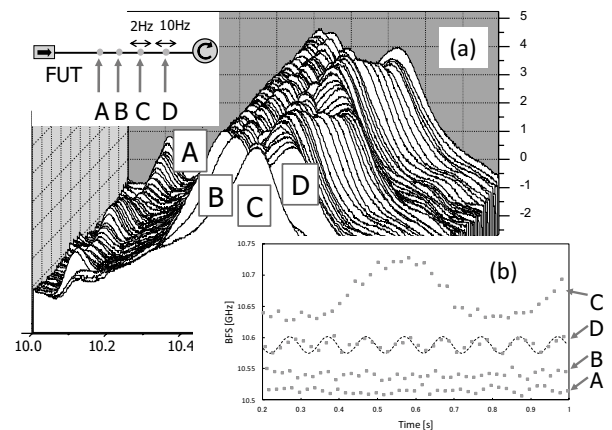 2Hz 10Hz
FUT
A B C D
(a)
5
4
3
2
1
0
-1
-2
A
B
C
D
10.0 10.2 10.4
(b)
10.75
10.7
10.65
10.6
10.55
10.5
BFS [GHz]
0.2 0.3 0.4 0.5 0.6 0.7 0.8 0.9 1
Time [s]
C
D
B
A